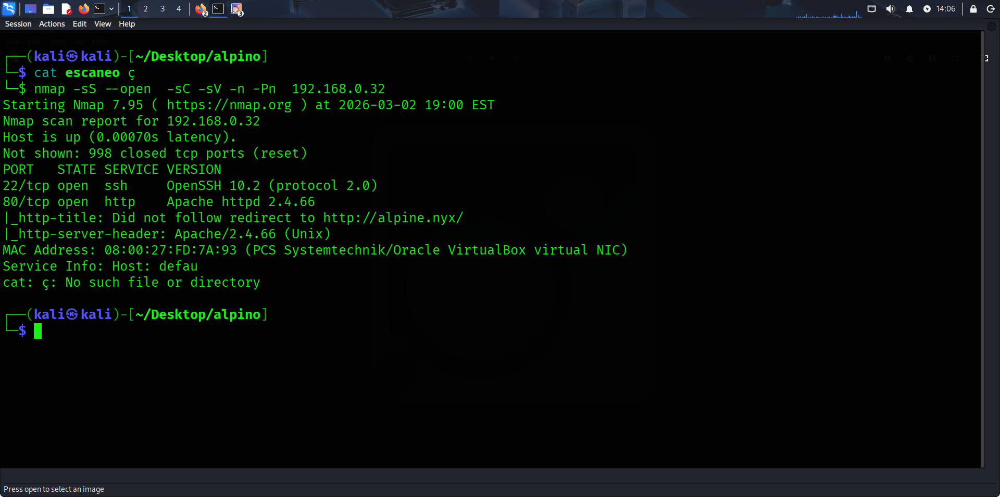 1 2 3 4 2 3 14:06
Session Actions Edit View Help
File Edit View Go Help
┌──(kali㉿kali)-[~/Desktop/alpino]
└─$ cat escaneo ç
└─$ nmap -sS --open  -sC -sV -n -Pn  192.168.0.32
Starting Nmap 7.95 ( https://nmap.org ) at 2026-03-02 19:00 EST
Nmap scan report for 192.168.0.32
Host is up (0.00070s latency).
Not shown: 998 closed tcp ports (reset)
PORT   STATE SERVICE VERSION
22/tcp open  ssh     OpenSSH 10.2 (protocol 2.0)
80/tcp open  http    Apache httpd 2.4.66
|_http-title: Did not follow redirect to http://alpine.nyx/
|_http-server-header: Apache/2.4.66 (Unix)
MAC Address: 08:00:27:FD:7A:93 (PCS Systemtechnik/Oracle VirtualBox virtual NIC)
Service Info: Host: defau
cat: ç: No such file or directory
┌──(kali㉿kali)-[~/Desktop/alpino]
└─$
Press open to select an image